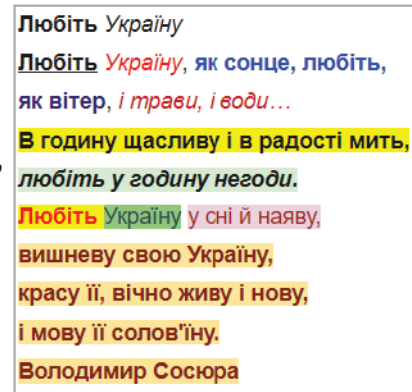 Любіть Україну
Любіть Україну, як сонце, любіть,
як вітер, і трави, і води…
В годину щасливу і в радості мить,
любіть у годину негоди.
Любіть Україну у сні й наяву,
вишневу свою Україну,
красу її, вічно живу і нову,
і мову її солов'їну.
Володимир Сосюра